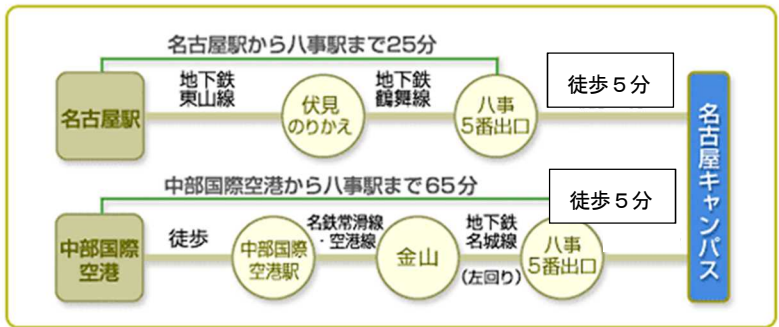 名古屋駅から八事駅まで25分
名古屋駅
地下鉄
東山線
伏見
のりかえ
地下鉄
鶴舞線
八事
5番出口
徒歩５分
中部国際空港から八事駅まで65分
中部国際
空港
徒歩
中部国際
空港駅
名鉄常滑線
・空港線
金山
地下鉄
名城線
(左回り)
八事
5番出口
徒歩５分
名古屋キャンパス